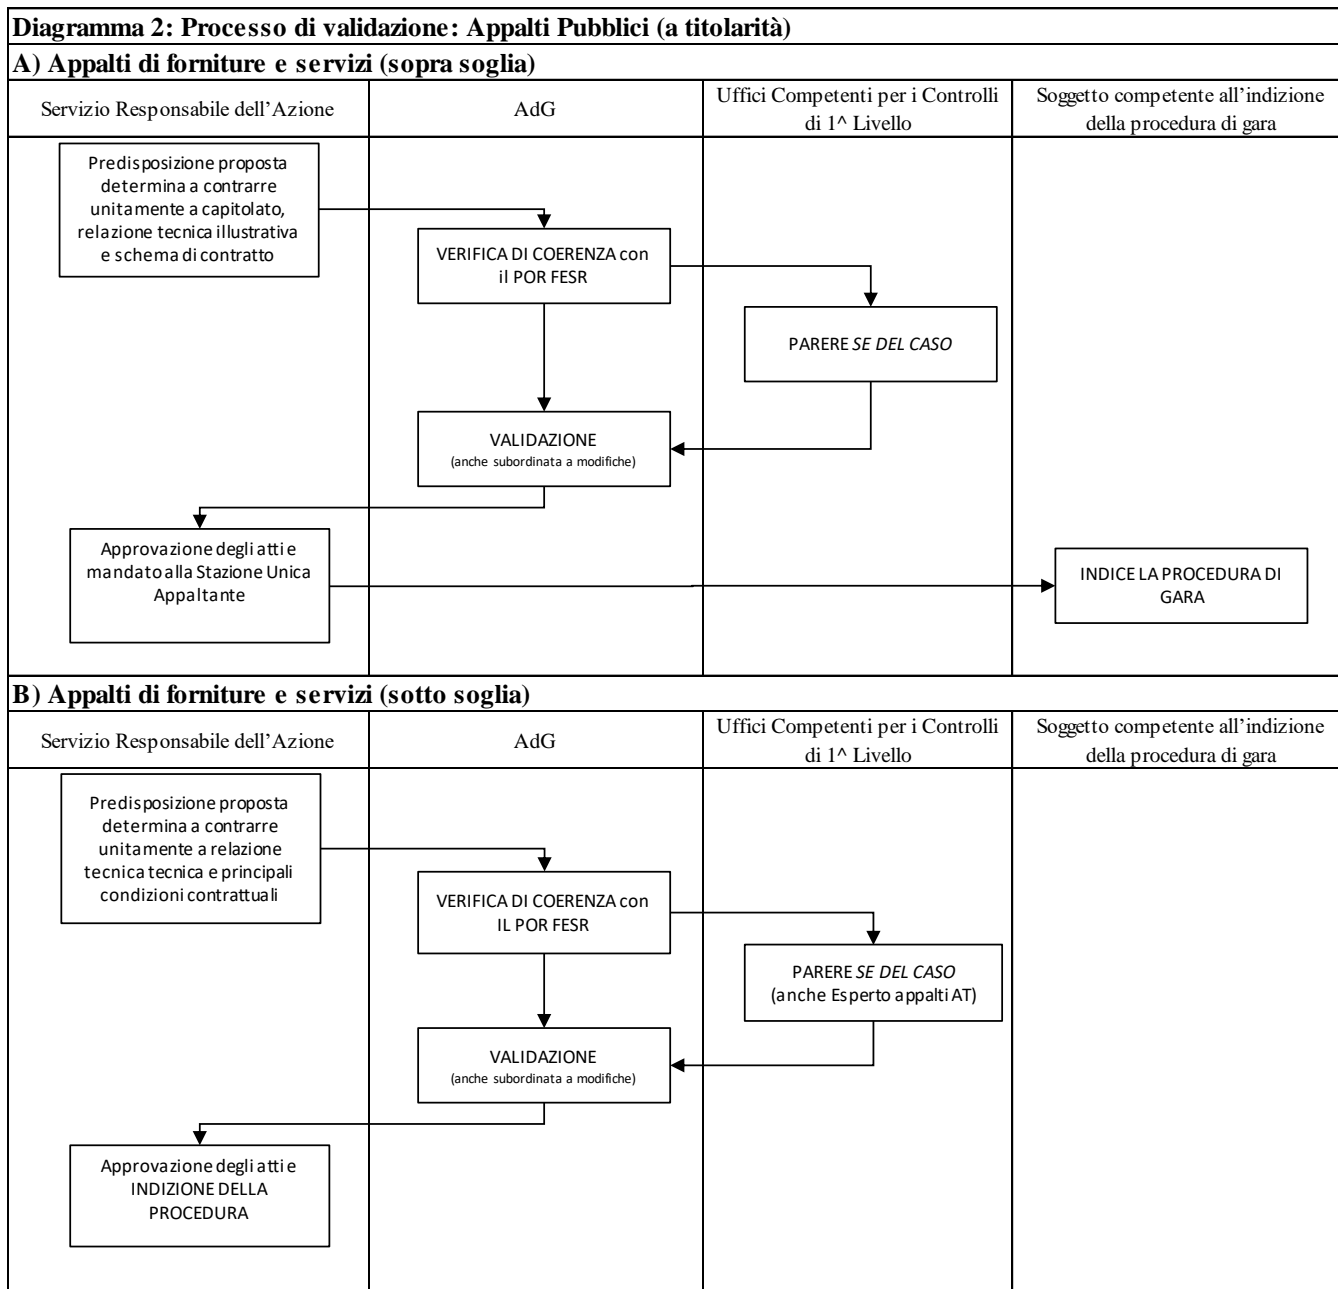 Diagramma 2: Processo di validazione: Appalti Pubblici (a titolarità)
A) Appalti di forniture e servizi (sopra soglia)
Servizio Responsabile dell'Azione
AdG
Uffici Competenti per i Controlli
di 1^ Livello
Soggetto competente all'indizione
della procedura di gara
Predisposizione proposta
determina a contrarre
unitamente a capitolato,
relazione tecnica illustrativa
e schema di contratto
VERIFICA DI COERENZA con
il POR FESR
PARERE SE DEL CASO
VALIDAZIONE
(anche subordinata a modifiche)
Approvazione degli atti e
mandato alla Stazione Unica
Appaltante
INDICE LA PROCEDURA DI
GARA
B) Appalti di forniture e servizi (sotto soglia)
Servizio Responsabile dell'Azione
AdG
Uffici Competenti per i Controlli
di 1^ Livello
Soggetto competente all'indizione
della procedura di gara
Predisposizione proposta
determina a contrarre
unitamente a relazione
tecnica tecnica e principali
condizioni contrattuali
VERIFICA DI COERENZA con
IL POR FESR
PARERE SE DEL CASO
(anche Esperto appalti AT)
VALIDAZIONE
(anche subordinata a modifiche)
Approvazione degli atti e
INDIZIONE DELLA
PROCEDURA